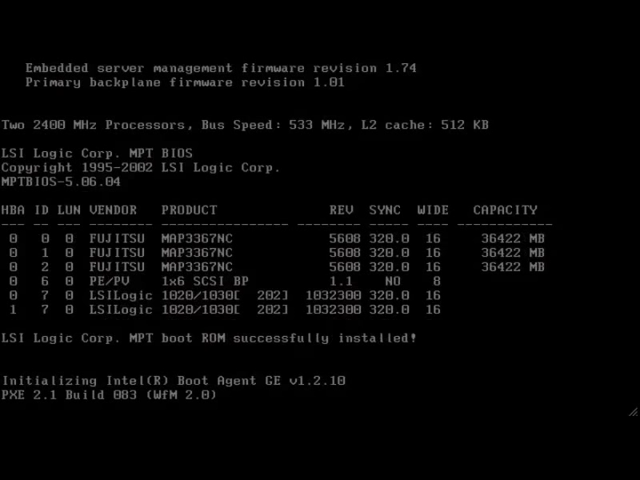 Embedded server management firmware revision 1.74
Primary backplane firmware revision 1.01
Two 2400 MHz Processors, Bus Speed: 533 MHz, L2 cache: 512 KB
LSI Logic Corp. MPT BIOS
Copyright 1995-2002 LSI Logic Corp.
MPTBIOS-5.06.04
HBA ID LUN VENDOR PRODUCT REV SYNC WIDE CAPACITY
--- -- --- -------- ---------------- -------- ----- ---- -------------
0 0 0 FUJITSU MAP3367NC 5608 320.0 16 36422 MB
0 1 0 FUJITSU MAP3367NC 5608 320.0 16 36422 MB
0 2 0 FUJITSU MAP3367NC 5608 320.0 16 36422 MB
0 6 0 PE/PV 1x6 SCSI BP 1.1 NO 8
0 7 0 LSILogic 1020/1030[ 202] 1032300 320.0 16
1 7 0 LSILogic 1020/1030[ 202] 1032300 320.0 16
LSI Logic Corp. MPT boot ROM successfully installed!
Initializing Intel(R) Boot Agent GE v1.2.10
PXE 2.1 Build 083 (WfM 2.0)